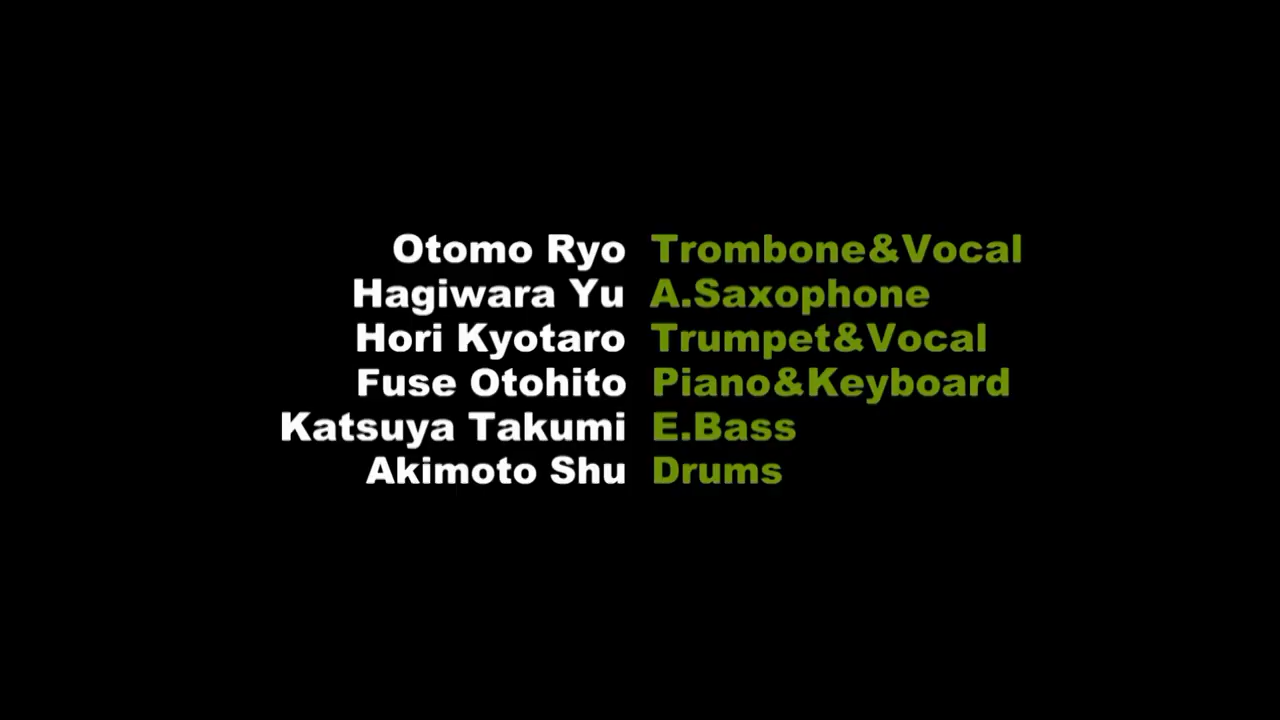 Otomo Ryo Trombone&Vocal
Hagiwara Yu A.Saxophone
Hori Kyotaro Trumpet&Vocal
Fuse Otohito Piano&Keyboard
Katsuya Takumi E.Bass
Akimoto Shu Drums